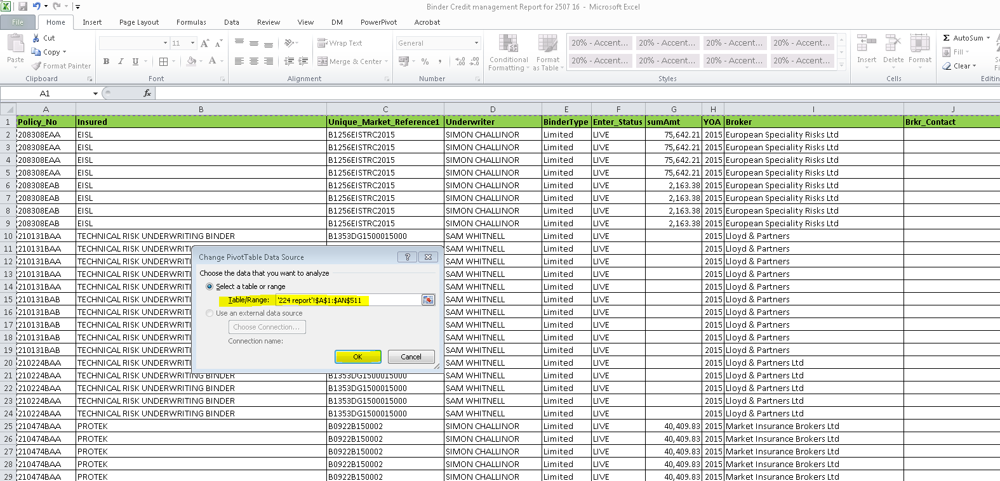 Binder Credit management Report for 2507 16 - Microsoft Excel
File Home Insert Page Layout Formulas Data Review View DM PowerPivot Acrobat
Cut 11 A A Wrap Text General 20% - Accent... 20% - Accent... 20% - Accent... 20% - Accent... Σ AutoSum
Paste Copy Conditional Formatting Format as Table Insert Delete Format Fill
Format Painter B I U A Merge & Center % , 20% - Accent... 20% - Accent... 20% - Accent... 20% - Accent... Clear
Clipboard Font Alignment Number Styles Cells Editin
A1 fx
A B C D E F G H I J
1 Policy_No Insured Unique_Market_Reference1 Underwriter BinderType Enter_Status sumAmt YOA Broker Brkr_Contact
2 208308EAA EISL B1256EISTRC2015 SIMON CHALLINOR Limited LIVE 75,642.21 2015 European Speciality Risks Ltd
3 208308EAA EISL B1256EISTRC2015 SIMON CHALLINOR Limited LIVE 75,642.21 2015 European Speciality Risks Ltd
4 208308EAA EISL B1256EISTRC2015 SIMON CHALLINOR Limited LIVE 75,642.21 2015 European Speciality Risks Ltd
5 208308EAA EISL B1256EISTRC2015 SIMON CHALLINOR Limited LIVE 75,642.21 2015 European Speciality Risks Ltd
6 208308EAB EISL B1256EISTRC2015 SIMON CHALLINOR Limited LIVE 2,163.38 2015 European Speciality Risks Ltd
7 208308EAB EISL B1256EISTRC2015 SIMON CHALLINOR Limited LIVE 2,163.38 2015 European Speciality Risks Ltd
8 208308EAB EISL B1256EISTRC2015 SIMON CHALLINOR Limited LIVE 2,163.38 2015 European Speciality Risks Ltd
9 208308EAB EISL B1256EISTRC2015 SIMON CHALLINOR Limited LIVE 2,163.38 2015 European Speciality Risks Ltd
10 210131BAA TECHNICAL RISK UNDERWRITING BINDER B1353DG1500015000 SAM WHITNELL Limited LIVE 2015 Lloyd & Partners
11 210131BAA TECHNICAL RISK UNDERWRITI SAM WHITNELL Limited LIVE 2015 Lloyd & Partners
12 210131BAA TECHNICAL RISK UNDERWRITI SAM WHITNELL Limited LIVE 2015 Lloyd & Partners
13 210131BAA TECHNICAL RISK UNDERWRITI SAM WHITNELL Limited LIVE 2015 Lloyd & Partners
14 210131BAA TECHNICAL RISK UNDERWRITI SAM WHITNELL Limited LIVE 2015 Lloyd & Partners
15 210131BAB TECHNICAL RISK UNDERWRITI SAM WHITNELL Limited LIVE 2015 Lloyd & Partners
16 210131BAB TECHNICAL RISK UNDERWRITI SAM WHITNELL Limited LIVE 2015 Lloyd & Partners
17 210131BAB TECHNICAL RISK UNDERWRITI SAM WHITNELL Limited LIVE 2015 Lloyd & Partners
18 210131BAB TECHNICAL RISK UNDERWRITI SAM WHITNELL Limited LIVE 2015 Lloyd & Partners
19 210131BAB TECHNICAL RISK UNDERWRITI SAM WHITNELL Limited LIVE 2015 Lloyd & Partners
20 210224BAA TECHNICAL RISK UNDERWRITI SAM WHITNELL Limited LIVE 2015 Lloyd & Partners Ltd
21 210224BAA TECHNICAL RISK UNDERWRITING BINDER B1353DG1500015000 SAM WHITNELL Limited LIVE 2015 Lloyd & Partners Ltd
22 210224BAA TECHNICAL RISK UNDERWRITING BINDER B1353DG1500015000 SAM WHITNELL Limited LIVE 2015 Lloyd & Partners Ltd
23 210224BAA TECHNICAL RISK UNDERWRITING BINDER B1353DG1500015000 SAM WHITNELL Limited LIVE 2015 Lloyd & Partners Ltd
24 210224BAA TECHNICAL RISK UNDERWRITING BINDER B1353DG1500015000 SAM WHITNELL Limited LIVE 2015 Lloyd & Partners Ltd
25 210474BAA PROTEK B0922B150002 SIMON CHALLINOR Limited LIVE 40,409.83 2015 Market Insurance Brokers Ltd
26 210474BAA PROTEK B0922B150002 SIMON CHALLINOR Limited LIVE 40,409.83 2015 Market Insurance Brokers Ltd
27 210474BAA PROTEK B0922B150002 SIMON CHALLINOR Limited LIVE 40,409.83 2015 Market Insurance Brokers Ltd
28 210474BAA PROTEK B0922B150002 SIMON CHALLINOR Limited LIVE 40,409.83 2015 Market Insurance Brokers Ltd
29 210474BAA PROTEK B0922B150002 SIMON CHALLINOR Limited LIVE 40,409.83 2015 Market Insurance Brokers Ltd
Change PivotTable Data Source
Choose the data that you want to analyze
Select a table or range
Table/Range: '224 report'!$A$1:$AN$511
Use an external data source
Choose Connection...
Connection name:
OK Cancel